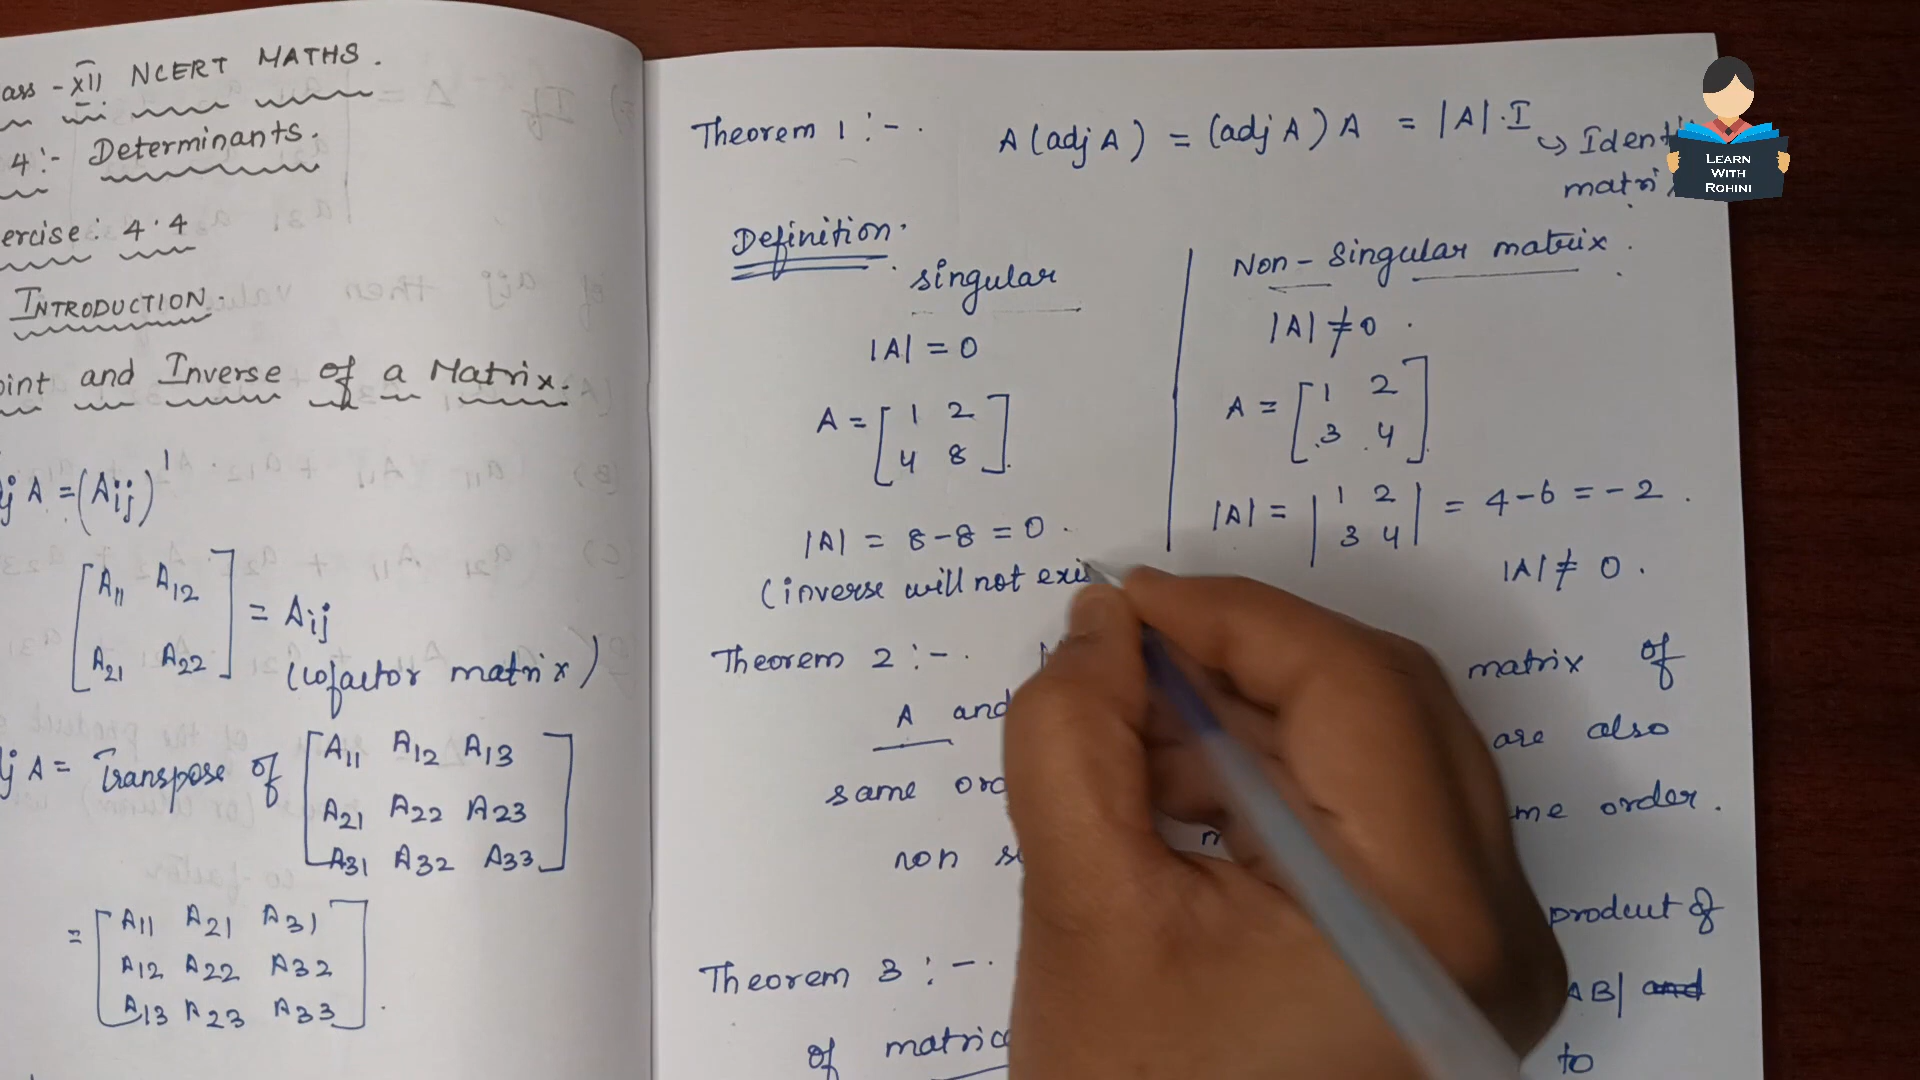 ass - XII NCERT MATHS.
4:- Determinants.
ercise: 4.4
INTRODUCTION.
oint and Inverse of a Matrix.
j A = (Aij)'
[A11 A12
A21 A22] = Aij
(cofactor matrix)
j A = Transpose of [A11 A12 A13
A21 A22 A23
A31 A32 A33]
= [A11 A21 A31
A12 A22 A32
A13 A23 A33].
Theorem 1 :-. A(adj A) = (adj A) A = |A|.I
Identi
matri
LEARN
WITH
ROHINI
Definition.
singular
|A| = 0
A = [1 2
4 8]
|A| = 8-8 = 0.
(inverse will not exi
Non-Singular matrix.
|A| ≠ 0.
A = [1 2
3 4]
|A| = |1 2
3 4| = 4-6 = -2.
|A| ≠ 0.
Theorem 2 :-. matrix of
A and are also
same ord me order.
non s
product of
Theorem 3 :-. AB| and
of matric to